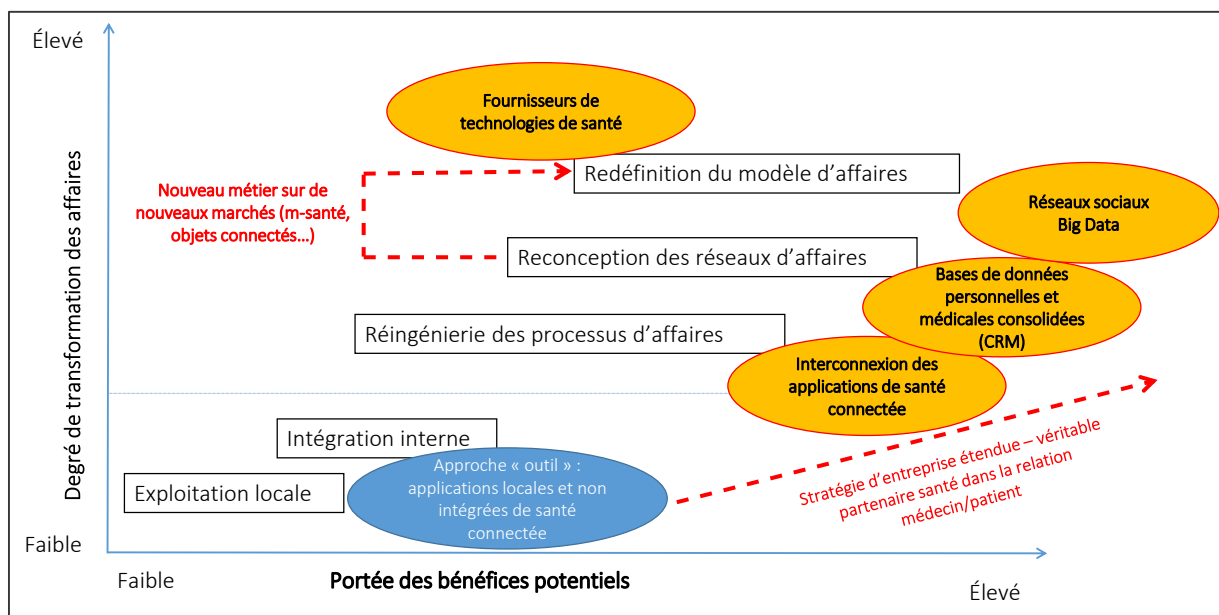 Élevé
Degré de transformation des affaires
Faible
Fournisseurs de
technologies de santé
Redéfinition du modèle d’affaires
Nouveau métier sur de
nouveaux marchés (m-santé,
objets connectés…)
Réseaux sociaux
Big Data
Reconception des réseaux d’affaires
Bases de données
personnelles et
médicales consolidées
(CRM)
Réingénierie des processus d’affaires
Interconnexion des
applications de santé
connectée
Intégration interne
Exploitation locale
Approche « outil » :
applications locales et non
intégrées de santé
connectée
Stratégie d’entreprise étendue – véritable
partenaire santé dans la relation
médecin/patient
Faible
Portée des bénéfices potentiels
Élevé